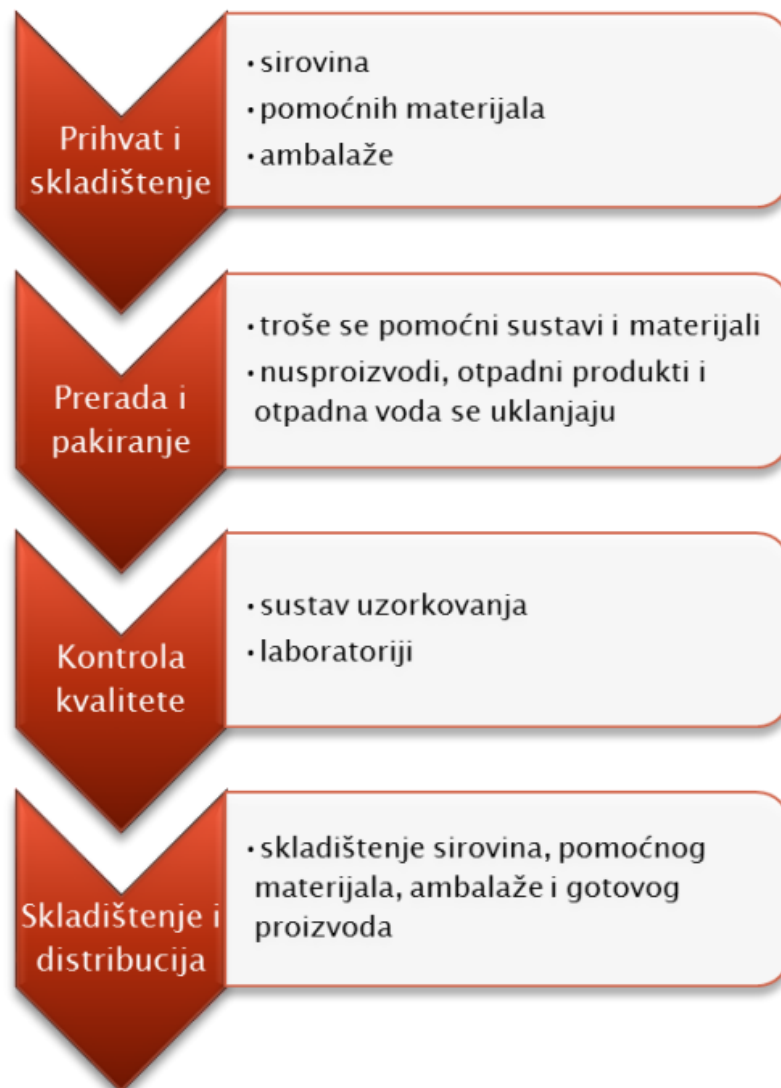 Prihvat i
skladištenje
•sirovina
•pomoćnih materijala
•ambalaže
Prerada i
pakiranje
•troše se pomoćni sustavi i materijali
•nusproizvodi, otpadni produkti i
otpadna voda se uklanjaju
Kontrola
kvalitete
•sustav uzorkovanja
•laboratoriji
Skladištenje i
distribucija
•skladištenje sirovina, pomoćnog
materijala, ambalaže i gotovog
proizvoda